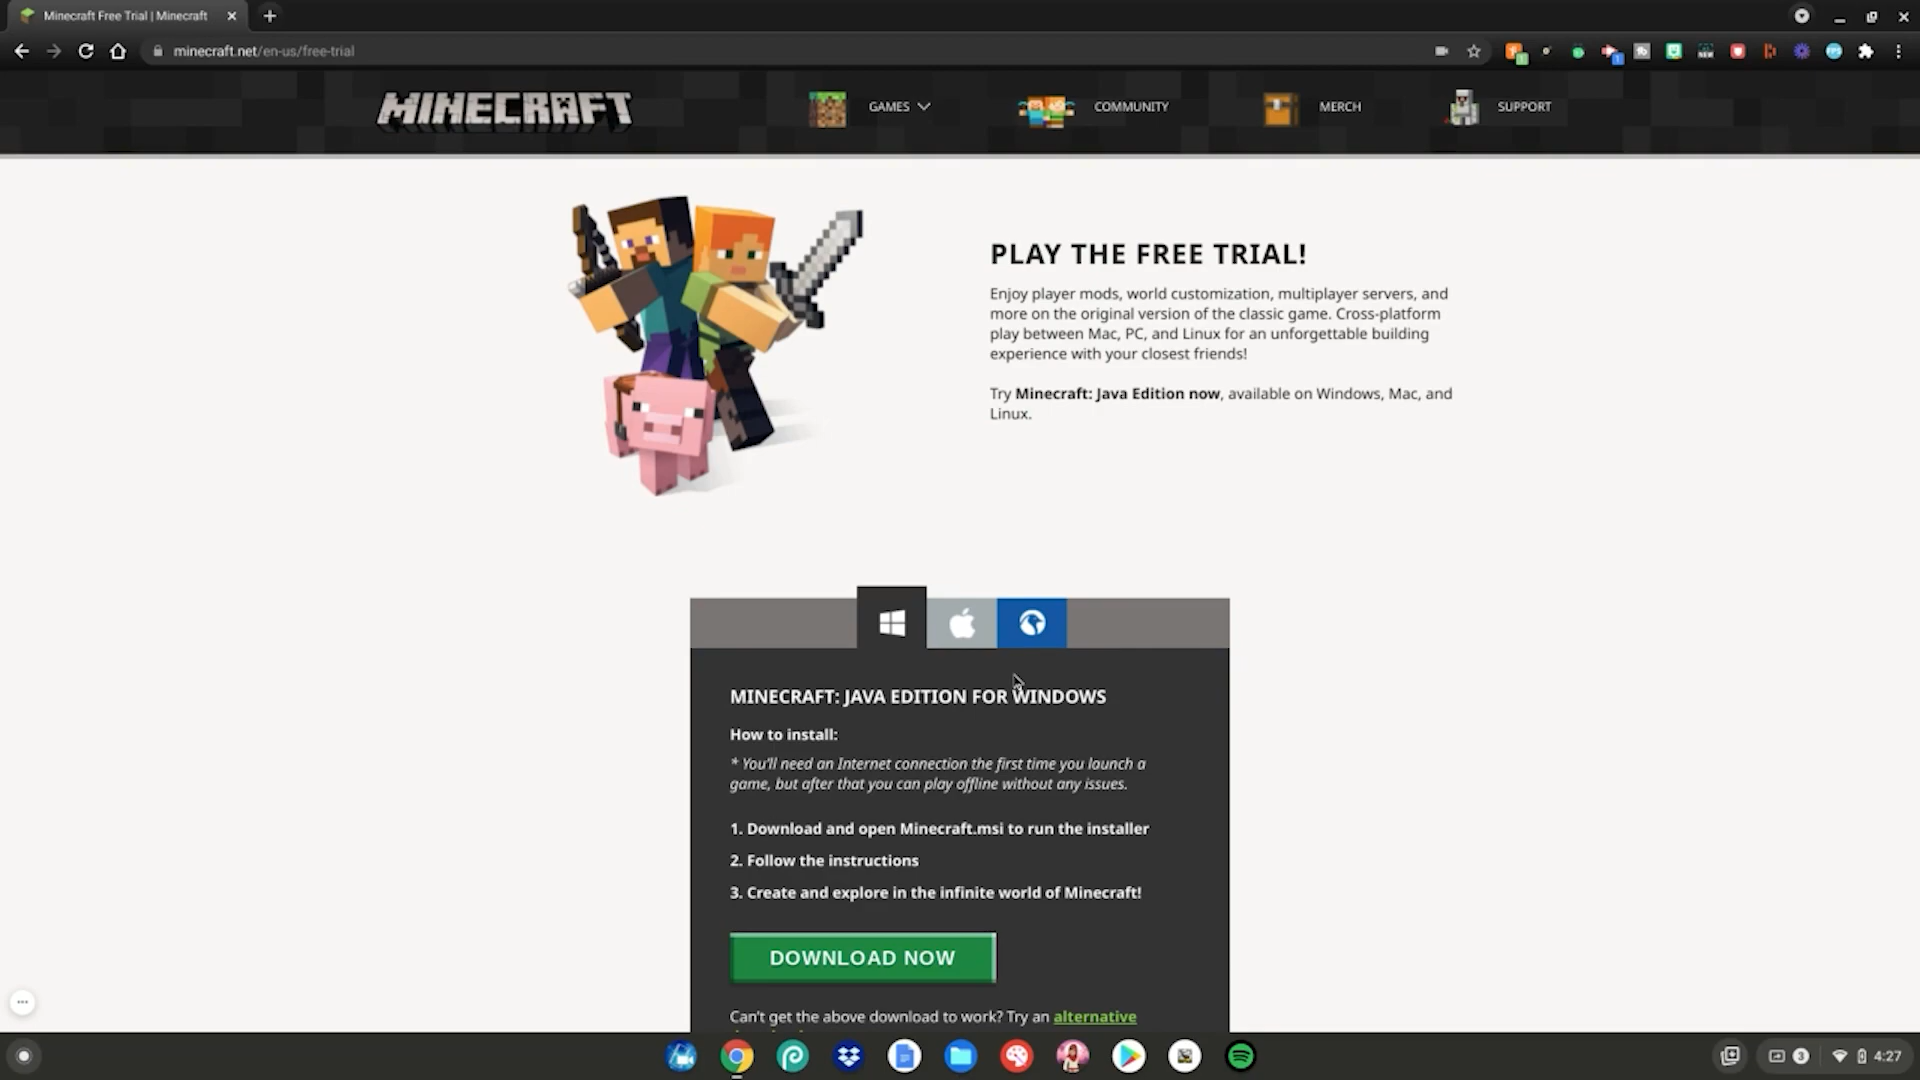 Minecraft Free Trial | Minecraft
minecraft.net/en-us/free-trial
MINECRAFT
GAMES
COMMUNITY
MERCH
SUPPORT
PLAY THE FREE TRIAL!
Enjoy player mods, world customization, multiplayer servers, and
more on the original version of the classic game. Cross-platform
play between Mac, PC, and Linux for an unforgettable building
experience with your closest friends!
Try Minecraft: Java Edition now, available on Windows, Mac, and
Linux.
MINECRAFT: JAVA EDITION FOR WINDOWS
How to install:
* You'll need an Internet connection the first time you launch a
game, but after that you can play offline without any issues.
1. Download and open Minecraft.msi to run the installer
2. Follow the instructions
3. Create and explore in the infinite world of Minecraft!
DOWNLOAD NOW
Can't get the above download to work? Try an alternative
3
4:27